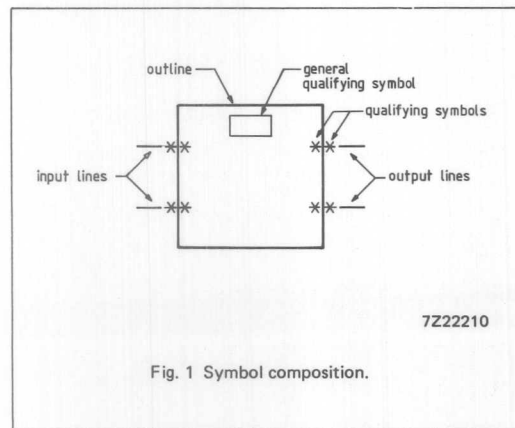 outline
general
qualifying symbol
qualifying symbols
input lines
output lines
7Z22210
Fig. 1 Symbol composition.